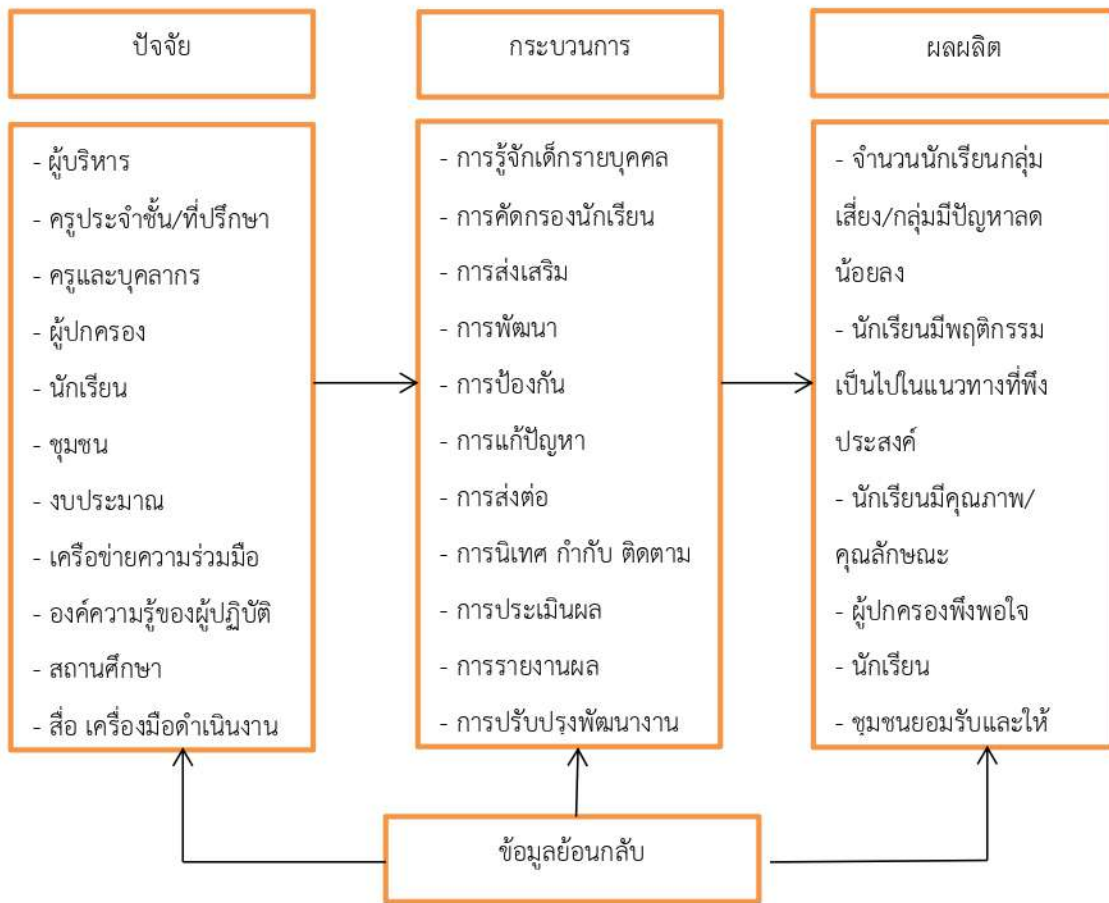 ปัจจัย
- ผู้บริหาร
- ครูประจำชั้น/ที่ปรึกษา
- ครูและบุคลากร
- ผู้ปกครอง
- นักเรียน
- ชุมชน
- งบประมาณ
- เครือข่ายความร่วมมือ
- องค์ความรู้ของผู้ปฏิบัติ
- สถานศึกษา
- สื่อ เครื่องมือดำเนินงาน
กระบวนการ
- การรู้จักเด็กรายบุคคล
- การคัดกรองนักเรียน
- การส่งเสริม
- การพัฒนา
- การป้องกัน
- การแก้ปัญหา
- การส่งต่อ
- การนิเทศ กำกับ ติดตาม
- การประเมินผล
- การรายงานผล
- การปรับปรุงพัฒนางาน
ผลผลิต
- จำนวนนักเรียนกลุ่ม
เสี่ยง/กลุ่มมีปัญหาลด
น้อยลง
- นักเรียนมีพฤติกรรม
เป็นไปในแนวทางที่พึง
ประสงค์
- นักเรียนมีคุณภาพ/
คุณลักษณะ
- ผู้ปกครองพึงพอใจ
- นักเรียน
- ชุมชนยอมรับและให้
ข้อมูลย้อนกลับ